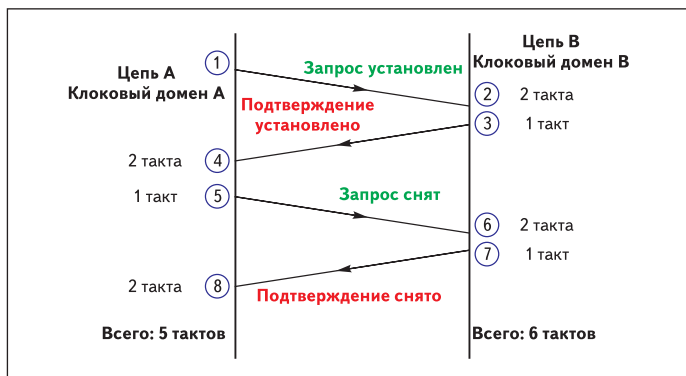 Цепь A
Клоковый домен A
1
Запрос установлен
Цепь B
Клоковый домен B
2 2 такта
Подтверждение
установлено
3 1 такт
2 такта 4
1 такт 5
Запрос снят
6 2 такта
7 1 такт
2 такта 8
Подтверждение снято
Всего: 5 тактов
Всего: 6 тактов